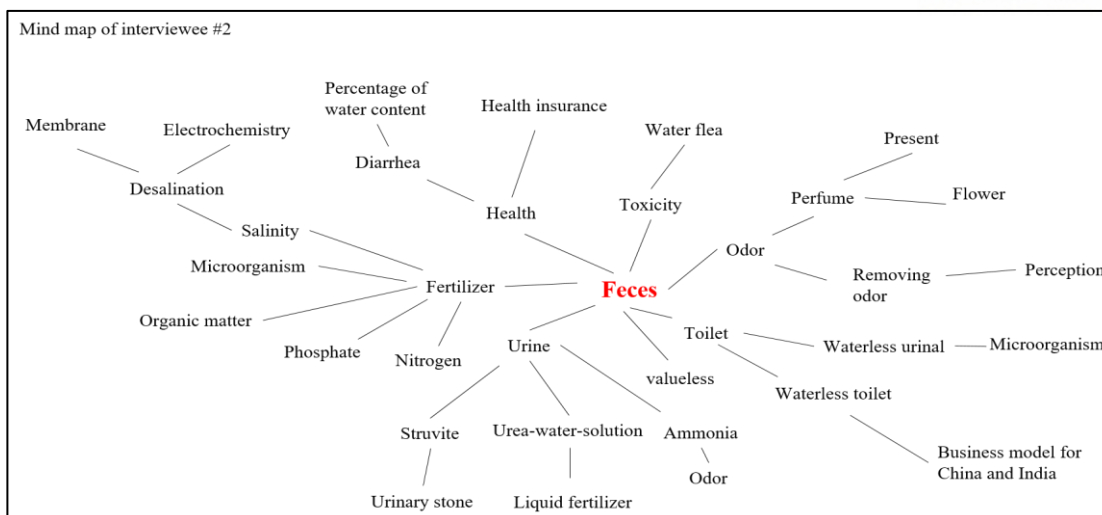 Mind map of interviewee #2
Percentage of
water content
Health insurance
Membrane
Electrochemistry
Water flea
Present
Diarrhea
Desalination
Perfume
Flower
Health
Toxicity
Salinity
Odor
Microorganism
Removing
odor
Perception
Fertilizer
Feces
Organic matter
Toilet
Phosphate
Nitrogen
Urine
Waterless urinal
Microorganism
valueless
Waterless toilet
Struvite
Urea-water-solution
Ammonia
Business model for
China and India
Odor
Urinary stone
Liquid fertilizer